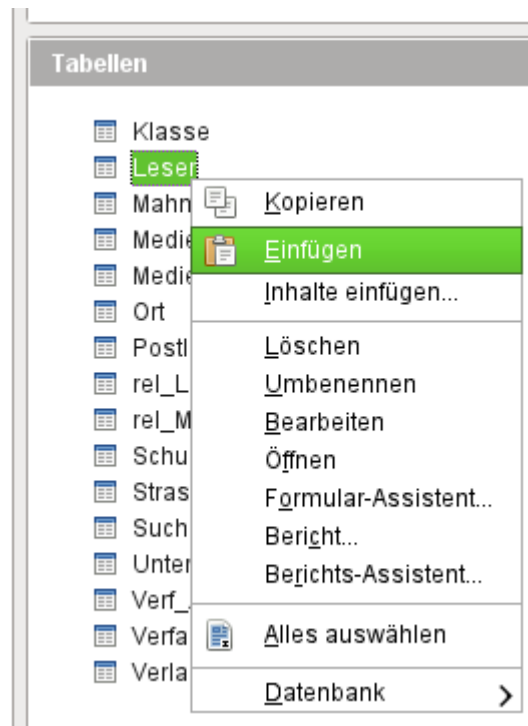 Tabellen
Klasse
Leser
Mahn
Kopieren
Medie
Einfügen
Medie
Inhalte einfügen...
Ort
Postl
Löschen
rel_L
Umbenennen
rel_M
Bearbeiten
Schu
Öffnen
Stras
Formular-Assistent...
Such
Bericht...
Unter
Berichts-Assistent...
Verf_
Verfa
Alles auswählen
Verla
Datenbank